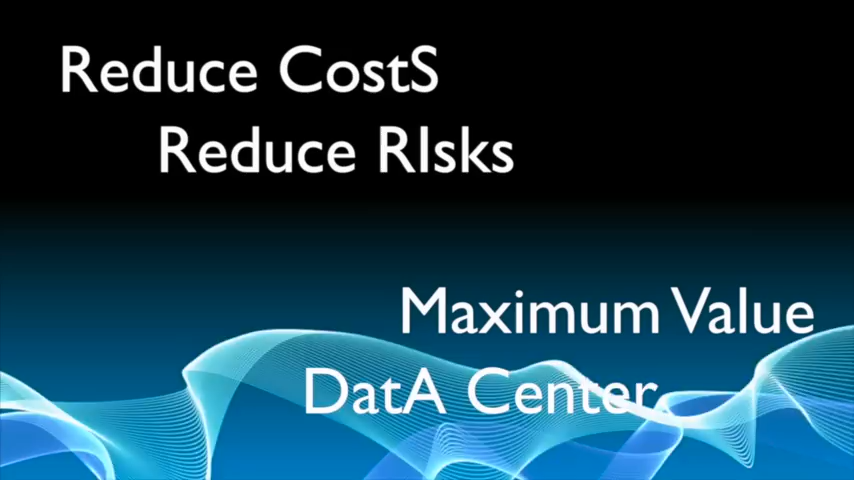 Reduce CostS
Reduce RIsks
Maximum Value
DatA Center